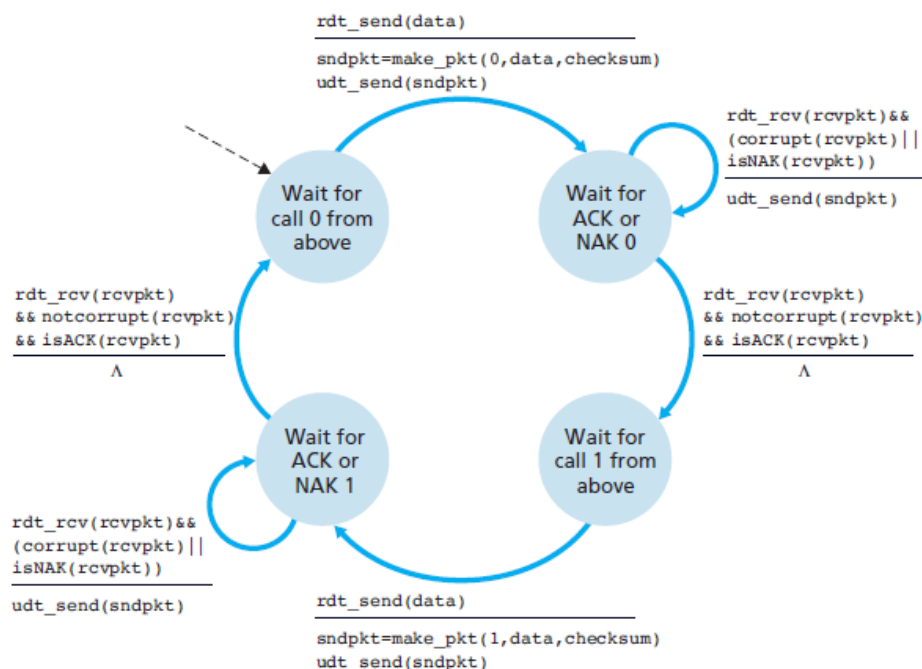 rdt_send(data)
sndpkt=make_pkt(0,data,checksum)
udt_send(sndpkt)
Wait for
call 0 from
above
Wait for
ACK or
NAK 0
rdt_rcv(rcvpkt)&&
(corrupt(rcvpkt)||
isNAK(rcvpkt))
udt_send(sndpkt)
rdt_rcv(rcvpkt)
&& notcorrupt(rcvpkt)
&& isACK(rcvpkt)
Λ
rdt_rcv(rcvpkt)
&& notcorrupt(rcvpkt)
&& isACK(rcvpkt)
Λ
Wait for
ACK or
NAK 1
Wait for
call 1 from
above
rdt_rcv(rcvpkt)&&
(corrupt(rcvpkt)||
isNAK(rcvpkt))
udt_send(sndpkt)
rdt_send(data)
sndpkt=make_pkt(1,data,checksum)
udt_send(sndpkt)